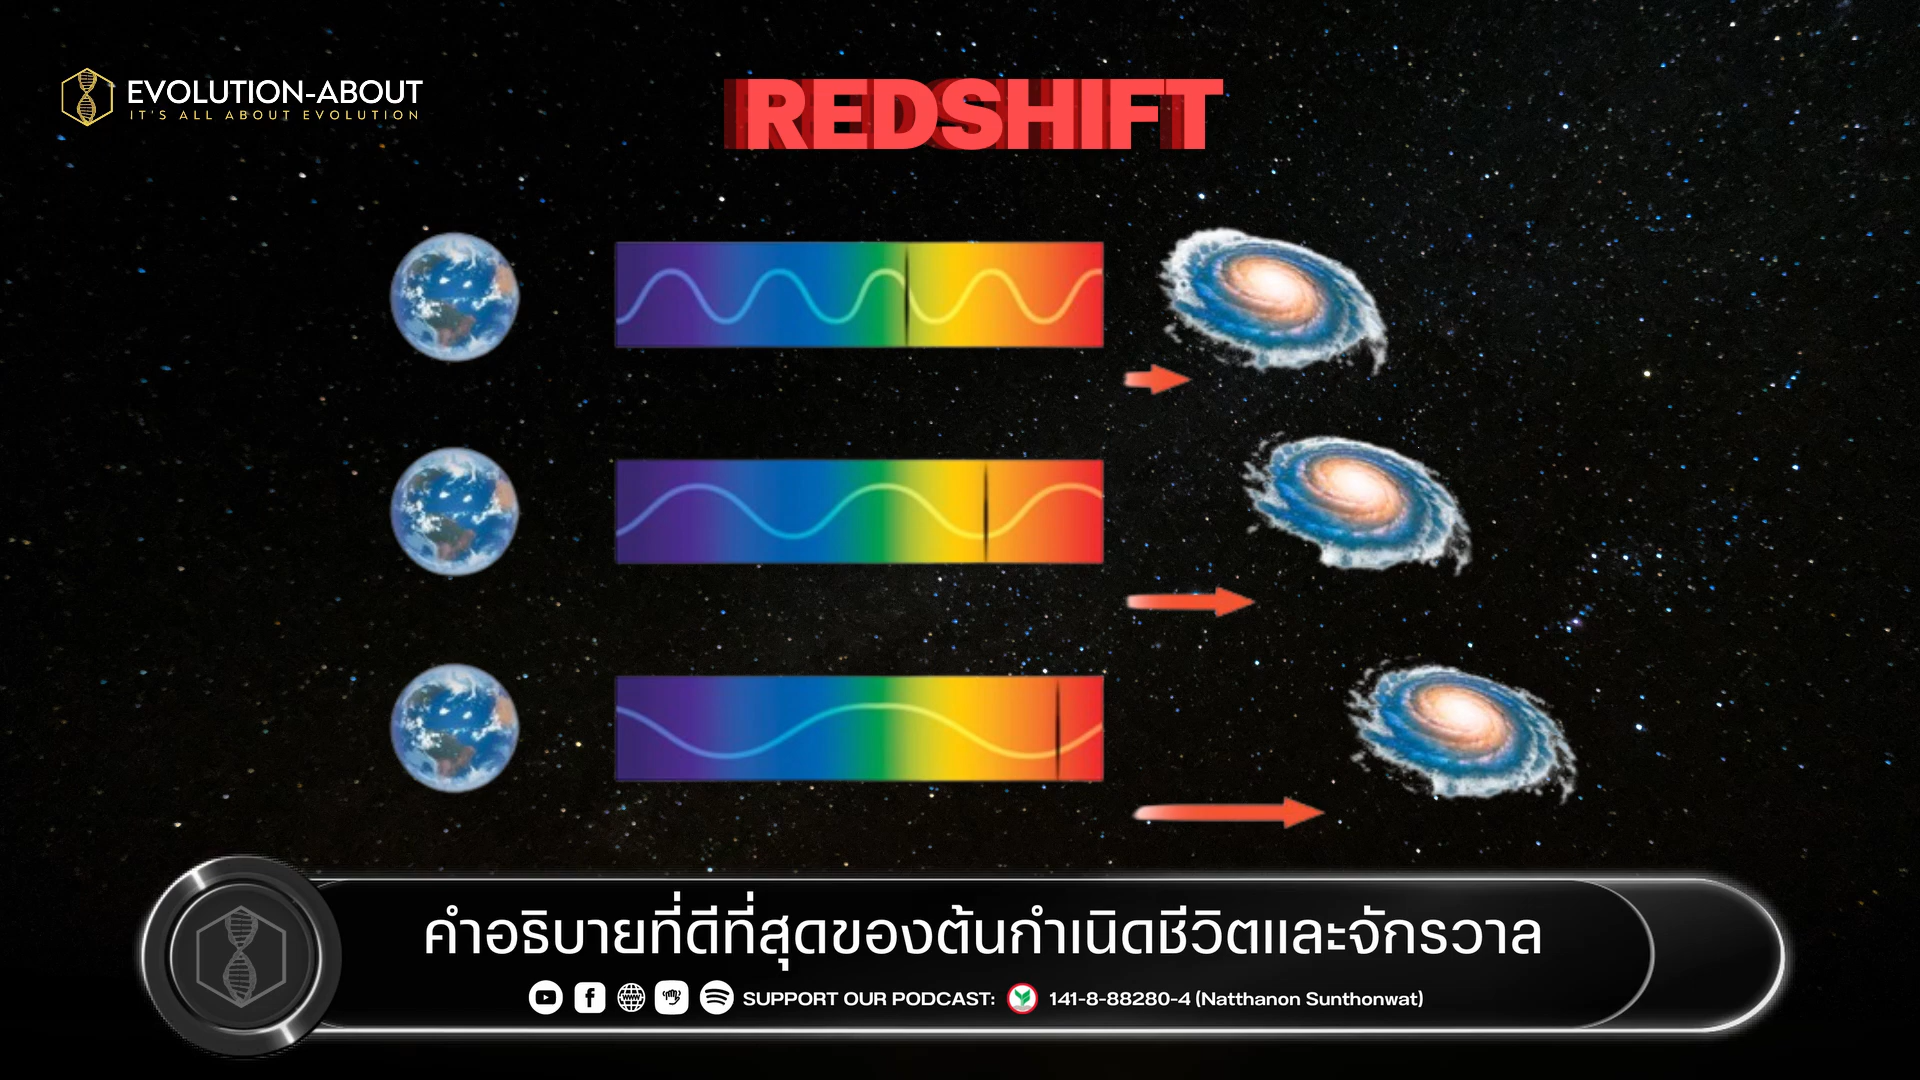 EVOLUTION-ABOUT
IT'S ALL ABOUT EVOLUTION
REDSHIFT
คำอธิบายที่ดีที่สุดของต้นกำเนิดชีวิตและจักรวาล
SUPPORT OUR PODCAST: 141-8-88280-4 (Natthanon Sunthonwat)